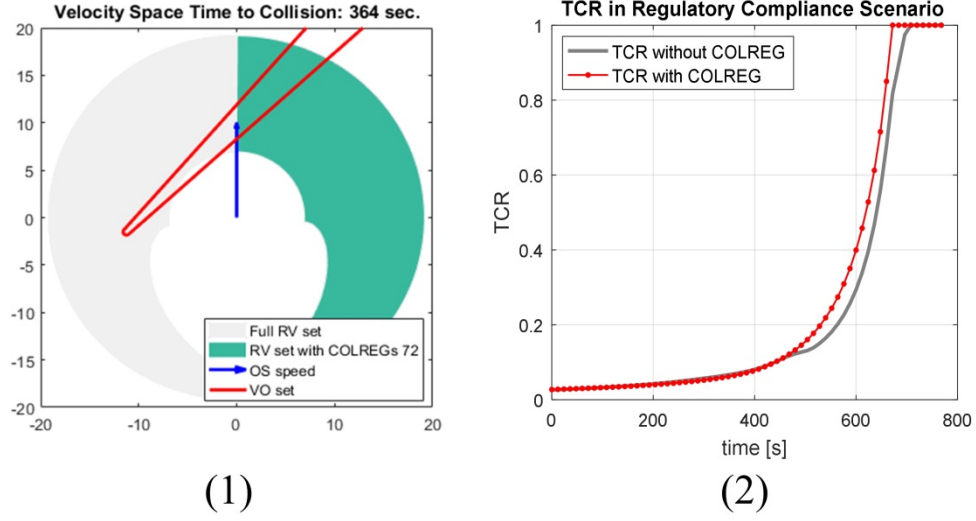 Velocity Space Time to Collision: 364 sec.
20
15
10
5
0
-5
-10
-15
-20
-20
-10
0
10
20
Full RV set
RV set with COLREGs 72
OS speed
VO set
(1)
TCR in Regulatory Compliance Scenario
TCR
1
0.8
0.6
0.4
0.2
0
0
200
400
600
800
time [s]
TCR without COLREG
TCR with COLREG
(2)